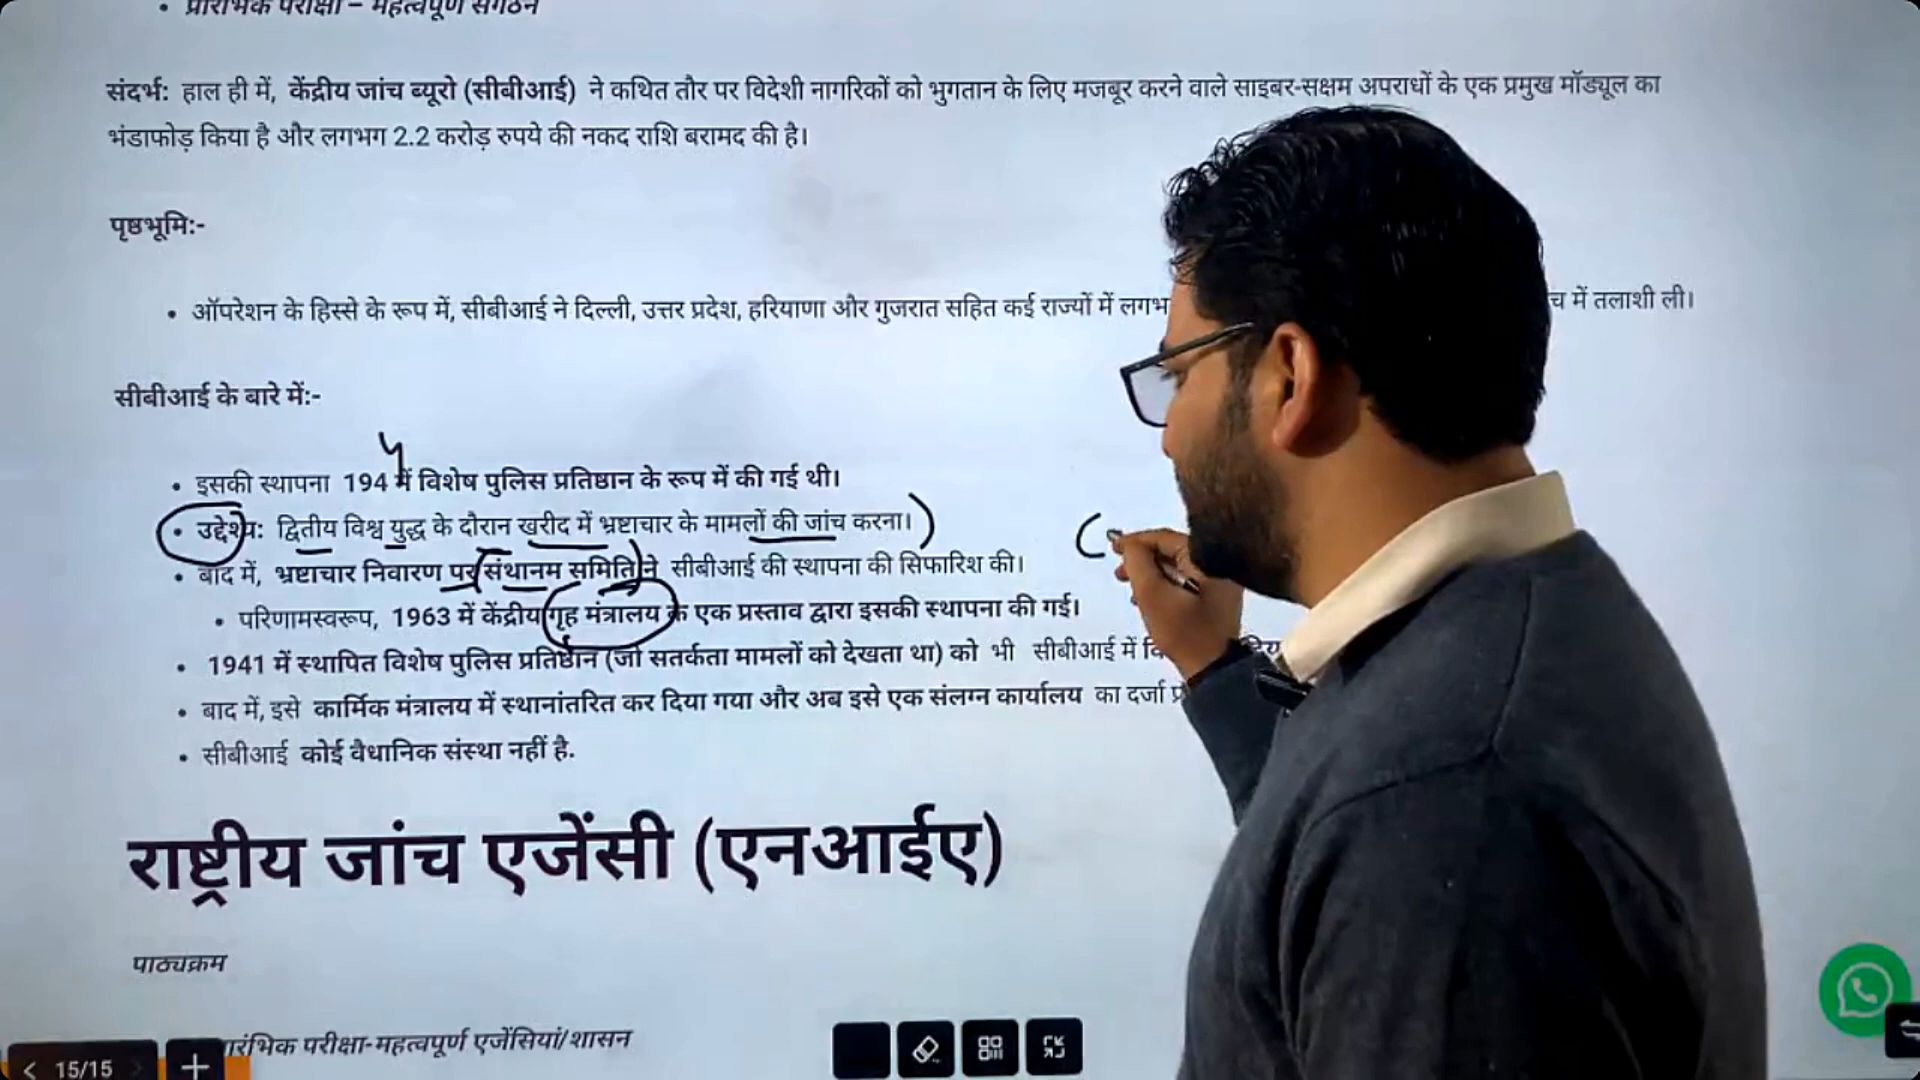 प्रारंभिक परीक्षा – महत्वपूर्ण संगठन
संदर्भ: हाल ही में, केंद्रीय जांच ब्यूरो (सीबीआई) ने कथित तौर पर विदेशी नागरिकों को भुगतान के लिए मजबूर करने वाले साइबर-सक्षम अपराधों के एक प्रमुख मॉड्यूल का
भंडाफोड़ किया है और लगभग 2.2 करोड़ रुपये की नकद राशि बरामद की है।
पृष्ठभूमि:-
• ऑपरेशन के हिस्से के रूप में, सीबीआई ने दिल्ली, उत्तर प्रदेश, हरियाणा और गुजरात सहित कई राज्यों में में तलाशी ली।
सीबीआई के बारे में:-
• इसकी स्थापना 194 में विशेष पुलिस प्रतिष्ठान के रूप में की गई थी।
• उद्देश्य: द्वितीय विश्व युद्ध के दौरान खरीद में भ्रष्टाचार के मामलों की जांच करना।
• बाद में, भ्रष्टाचार निवारण पर संथानम समिति ने सीबीआई की स्थापना की सिफारिश की।
• परिणामस्वरूप, 1963 में केंद्रीय गृह मंत्रालय के एक प्रस्ताव द्वारा इसकी स्थापना की गई।
• 1941 में स्थापित विशेष पुलिस प्रतिष्ठान (जो सतर्कता मामलों को देखता था) को भी सीबीआई में
• बाद में, इसे कार्मिक मंत्रालय में स्थानांतरित कर दिया गया और अब इसे एक संलग्न कार्यालय का दर्जा
• सीबीआई कोई वैधानिक संस्था नहीं है.
राष्ट्रीय जांच एजेंसी (एनआईए)
पाठ्यक्रम
परीक्षा-महत्वपूर्ण एजेंसियां/शासन
15/15